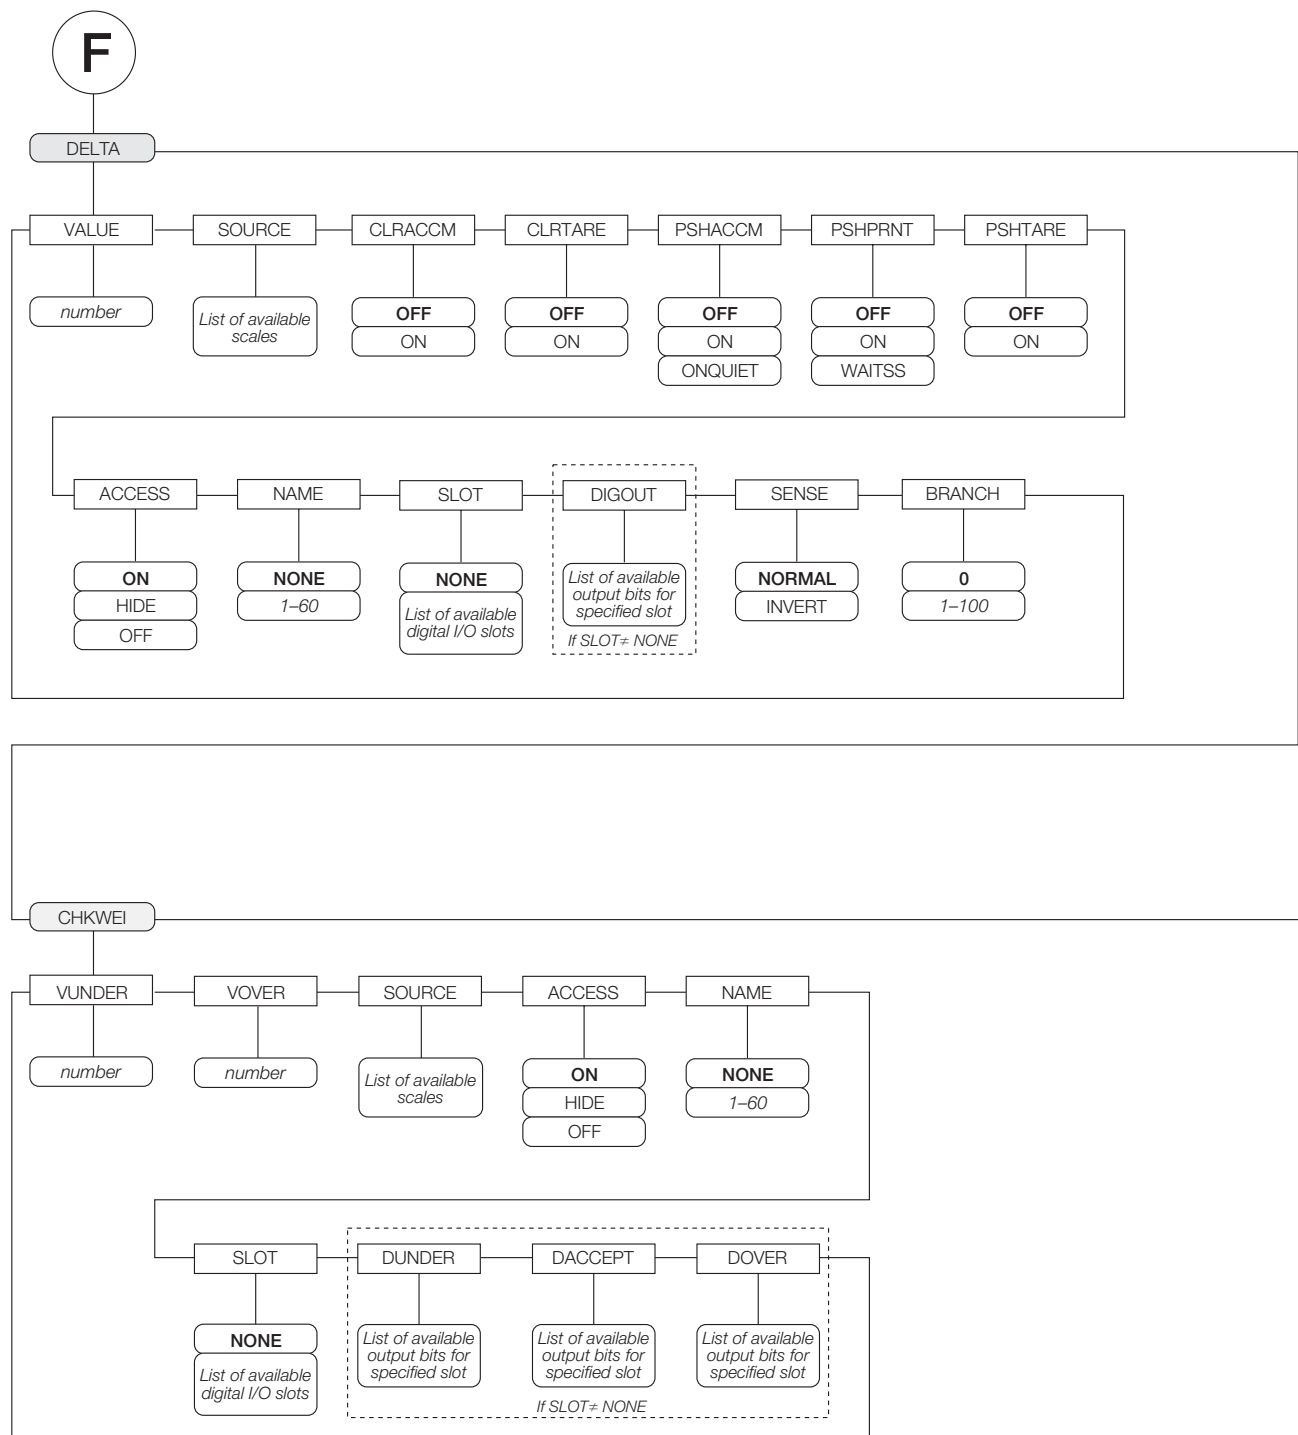 F
DELTA
VALUE
SOURCE
CLRACCM
CLRTARE
PSHACCM
PSHPRNT
PSHTARE
number
List of available
scales
OFF
ON
OFF
ON
OFF
ON
ONQUIET
OFF
ON
WAITSS
OFF
ON
ACCESS
NAME
SLOT
DIGOUT
SENSE
BRANCH
ON
HIDE
OFF
NONE
1–60
NONE
List of available
digital I/O slots
List of available
output bits for
specified slot
If SLOT≠ NONE
NORMAL
INVERT
0
1–100
CHKWEI
VUNDER
VOVER
SOURCE
ACCESS
NAME
number
number
List of available
scales
ON
HIDE
OFF
NONE
1–60
SLOT
DUNDER
DACCEPT
DOVER
NONE
List of available
digital I/O slots
List of available
output bits for
specified slot
List of available
output bits for
specified slot
List of available
output bits for
specified slot
If SLOT≠ NONE